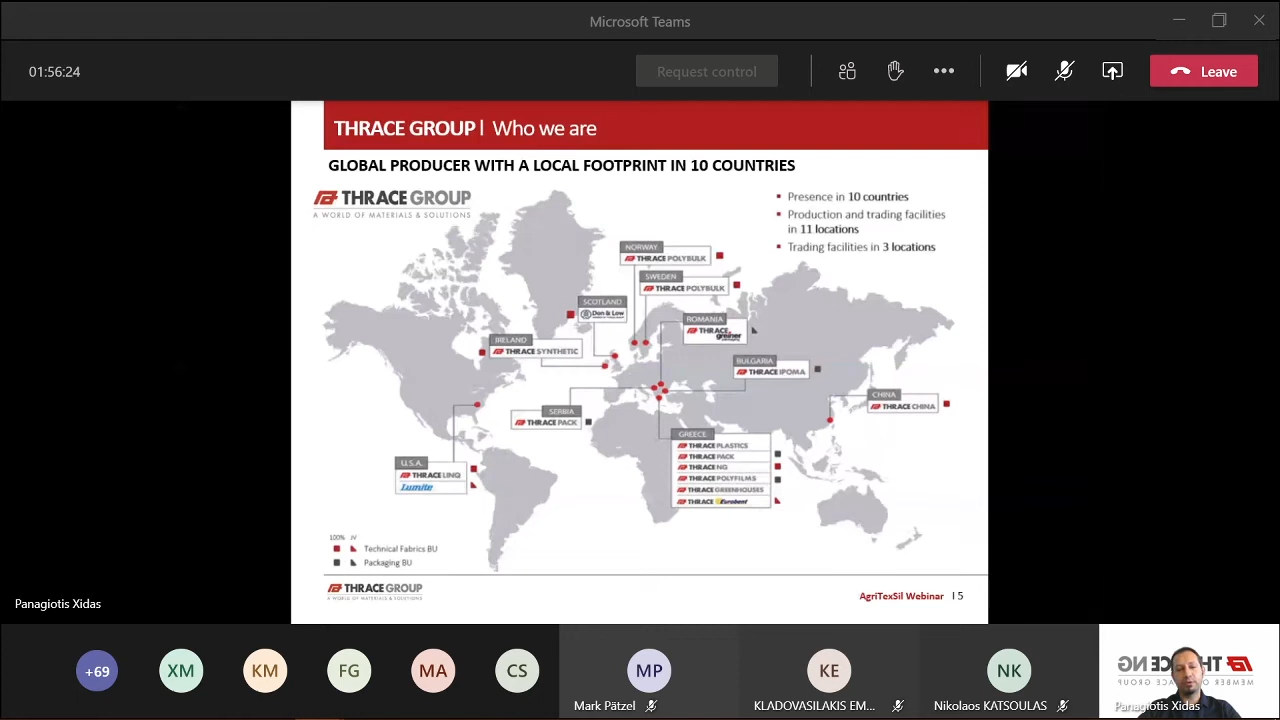 Microsoft Teams
01:56:24
Request control
Leave
THRACE GROUP | Who we are
GLOBAL PRODUCER WITH A LOCAL FOOTPRINT IN 10 COUNTRIES
THRACE GROUP
A WORLD OF MATERIALS & SOLUTIONS
Presence in 10 countries
Production and trading facilities
in 11 locations
Trading facilities in 3 locations
NORWAY
THRACE POLYBULK
SWEDEN
THRACE POLYBULK
SCOTLAND
Don & Low
ROMANIA
THRACE
greiner
IRELAND
THRACE SYNTHETIC
BULGARIA
THRACE IPOMA
CHINA
THRACE CHINA
SERBIA
THRACE PACK
GREECE
THRACE PLASTICS
THRACE PACK
THRACE NG
THRACE POLYFILMS
THRACE GREENHOUSES
THRACE Eurobent
U.S.A.
THRACE LINQ
Lumite
100% JV
Technical Fabrics BU
Packaging BU
THRACE GROUP
A WORLD OF MATERIALS & SOLUTIONS
AgriTexSil Webinar | 5
Panagiotis Xidas
+69
XM
KM
FG
MA
CS
MP
Mark Pätzel
KE
KLADOVASILAKIS EM...
NK
Nikolaos KATSOULAS
Panagiotis Xidas